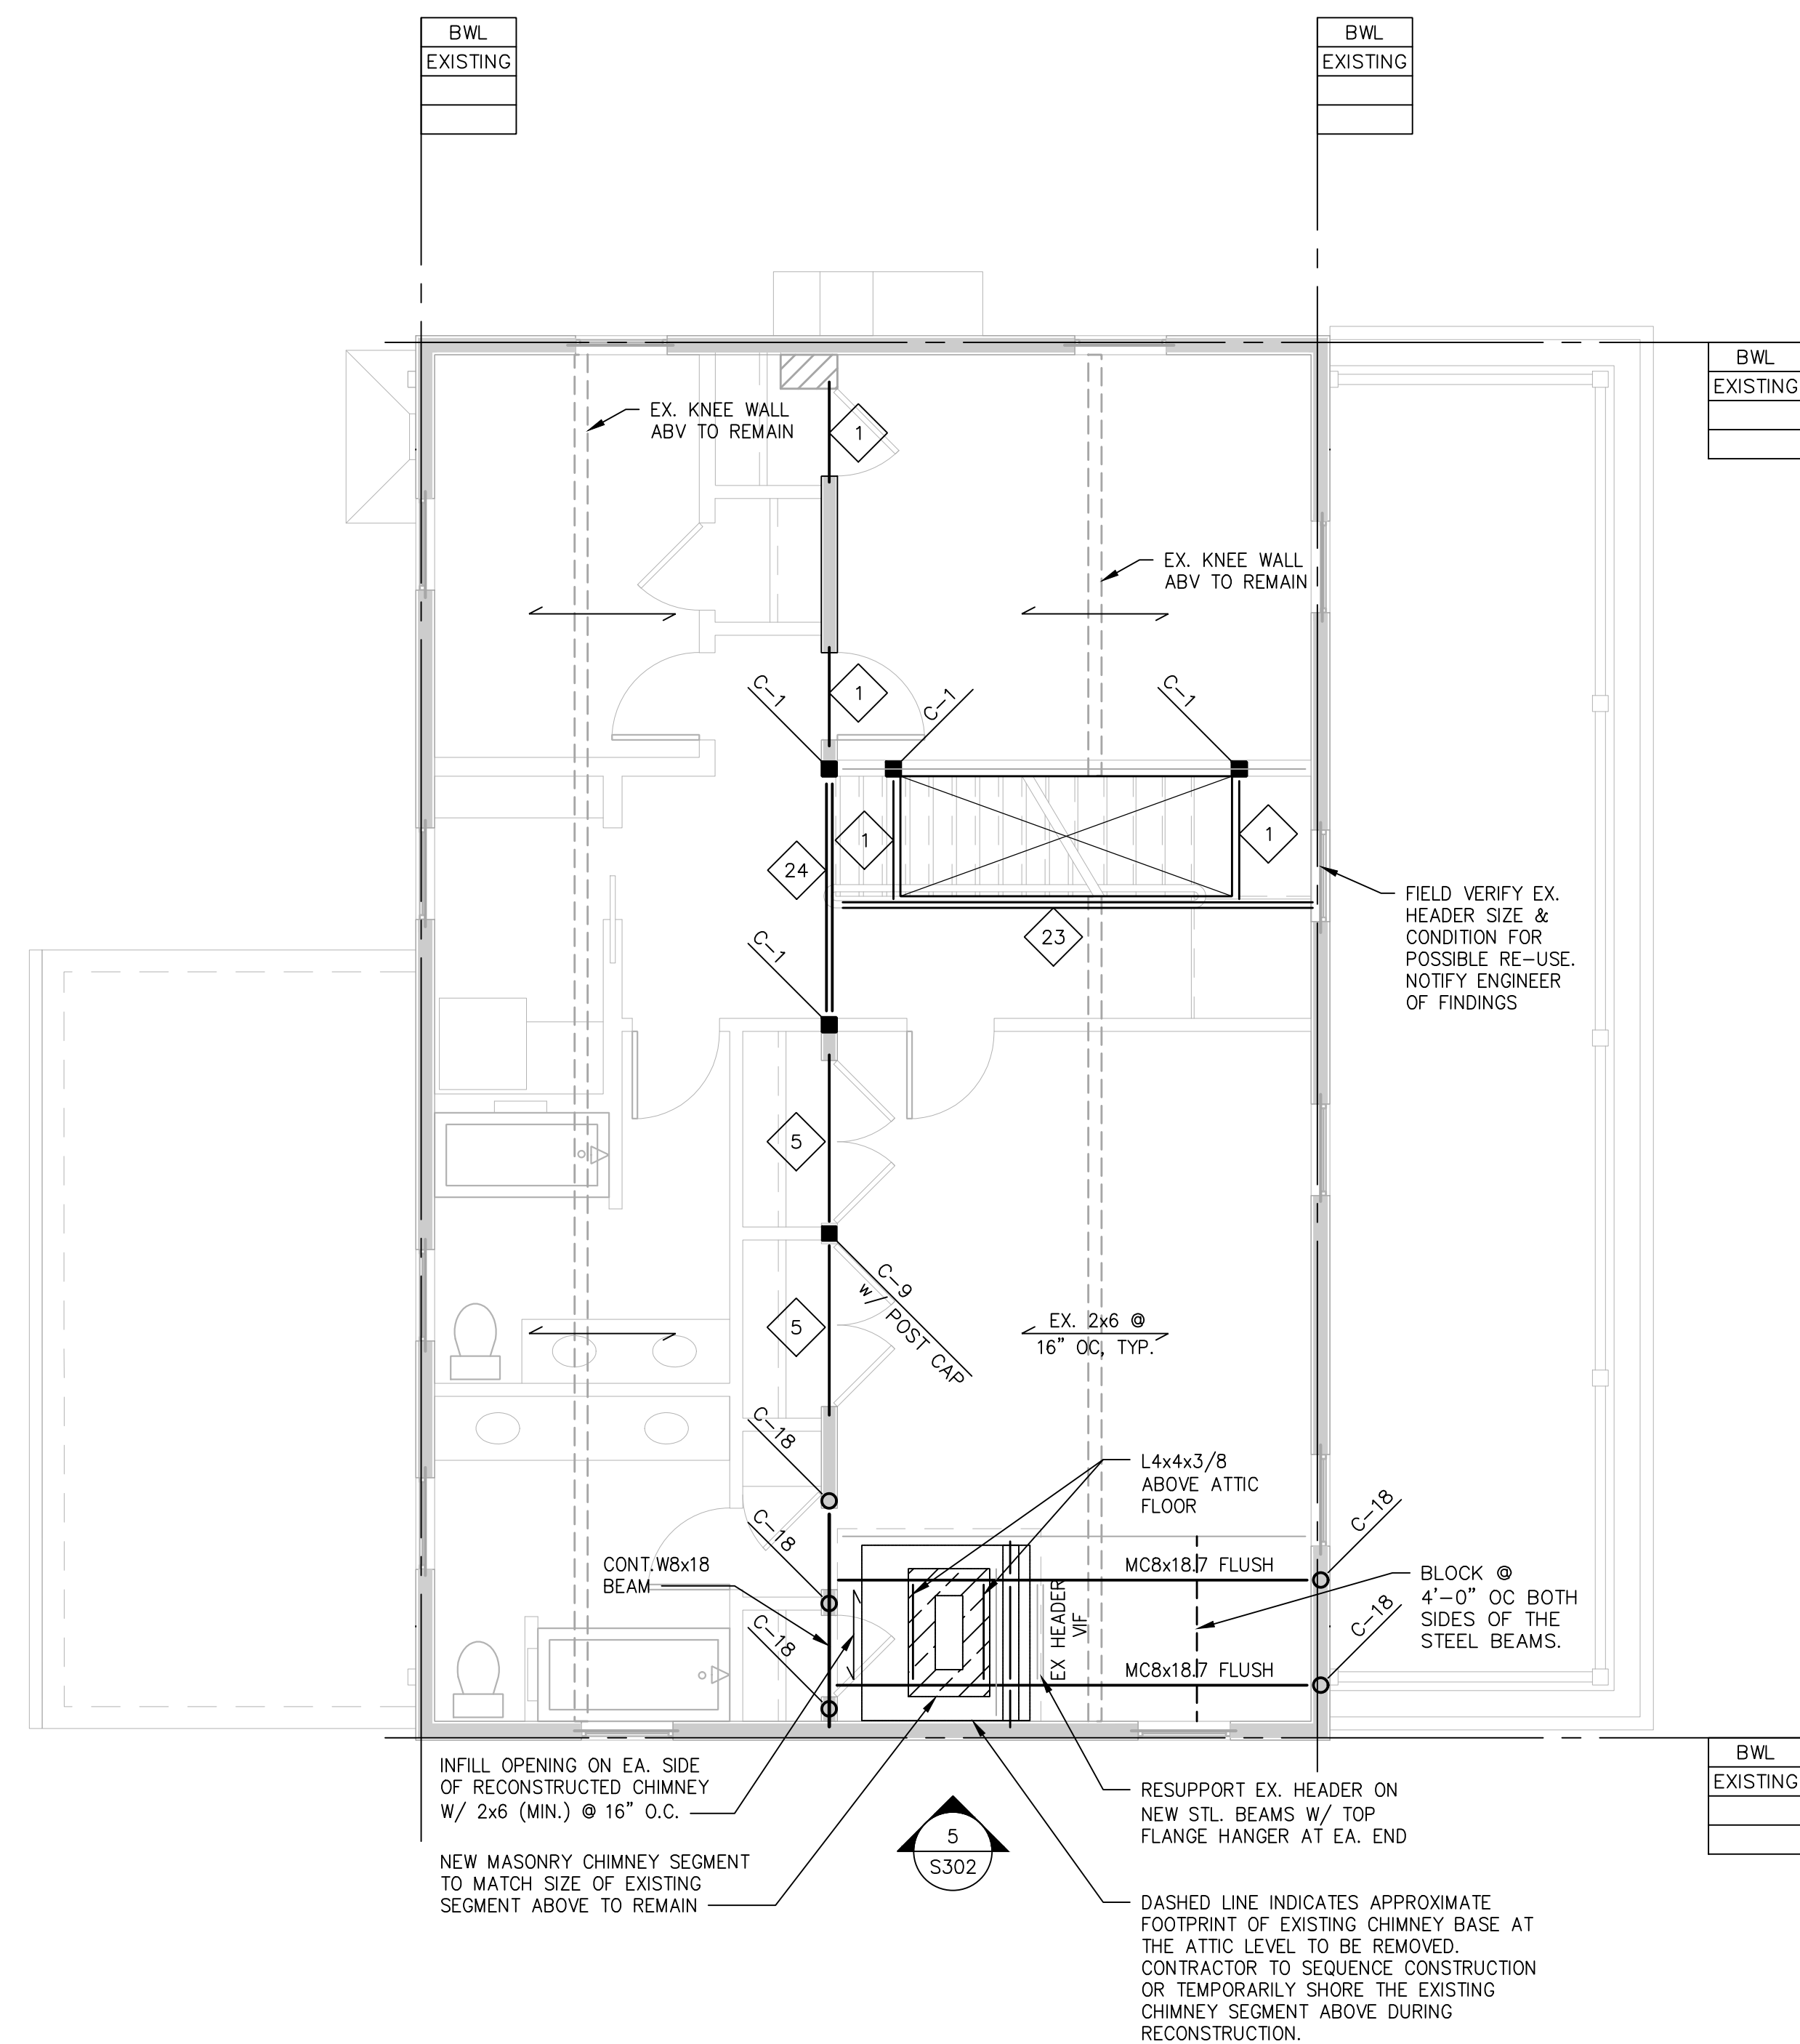 BWL
EXISTING
BWL
EXISTING
BWL
EXISTING
EX. KNEE WALL
ABV TO REMAIN
1
EX. KNEE WALL
ABV TO REMAIN
C-1
1
C-1
C-1
1
1
24
23
FIELD VERIFY EX.
HEADER SIZE &
CONDITION FOR
POSSIBLE RE-USE.
NOTIFY ENGINEER
OF FINDINGS
C-1
5
C-9
w/ POST CAP
5
EX. 2x6 @
16" OC, TYP.
C-18
L4x4x3/8
ABOVE ATTIC
FLOOR
C-18
C-18
CONT.W8x18
BEAM
MC8x18.7 FLUSH
EX HEADER
VIF
BLOCK @
4'-0" OC BOTH
SIDES OF THE
STEEL BEAMS.
C-18
C-18
MC8x18.7 FLUSH
BWL
EXISTING
INFILL OPENING ON EA. SIDE
OF RECONSTRUCTED CHIMNEY
W/ 2x6 (MIN.) @ 16" O.C.
RESUPPORT EX. HEADER ON
NEW STL. BEAMS W/ TOP
FLANGE HANGER AT EA. END
5
S302
NEW MASONRY CHIMNEY SEGMENT
TO MATCH SIZE OF EXISTING
SEGMENT ABOVE TO REMAIN
DASHED LINE INDICATES APPROXIMATE
FOOTPRINT OF EXISTING CHIMNEY BASE AT
THE ATTIC LEVEL TO BE REMOVED.
CONTRACTOR TO SEQUENCE CONSTRUCTION
OR TEMPORARILY SHORE THE EXISTING
CHIMNEY SEGMENT ABOVE DURING
RECONSTRUCTION.